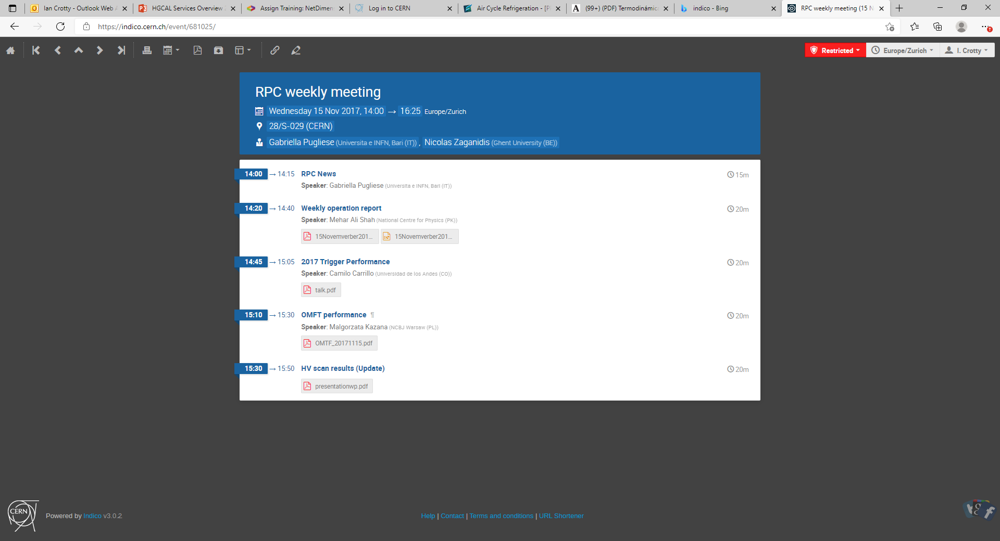 Ian Crotty - Outlook Web A
HGCAL Services Overview
Assign Training: NetDimen
Log in to CERN
Air Cycle Refrigeration - [P
(99+) (PDF) Termodinámica
indico - Bing
RPC weekly meeting (15 N
https://indico.cern.ch/event/681025/
Restricted
Europe/Zurich
I. Crotty
RPC weekly meeting
Wednesday 15 Nov 2017, 14:00 → 16:25 Europe/Zurich
28/S-029 (CERN)
Gabriella Pugliese (Universita e INFN, Bari (IT)) , Nicolas Zaganidis (Ghent University (BE))
14:00 → 14:15 RPC News 15m
Speaker: Gabriella Pugliese (Universita e INFN, Bari (IT))
14:20 → 14:40 Weekly operation report 20m
Speaker: Mehar Ali Shah (National Centre for Physics (PK))
15Novemverber201... 15Novemverber201...
14:45 → 15:05 2017 Trigger Performance 20m
Speaker: Camilo Carrillo (Universidad de los Andes (CO))
talk.pdf
15:10 → 15:30 OMFT performance ¶ 20m
Speaker: Malgorzata Kazana (NCBJ Warsaw (PL))
OMTF_20171115.pdf
15:30 → 15:50 HV scan results (Update) 20m
presentationwp.pdf
CERN
Powered by Indico v3.0.2
Help | Contact | Terms and conditions | URL Shortener